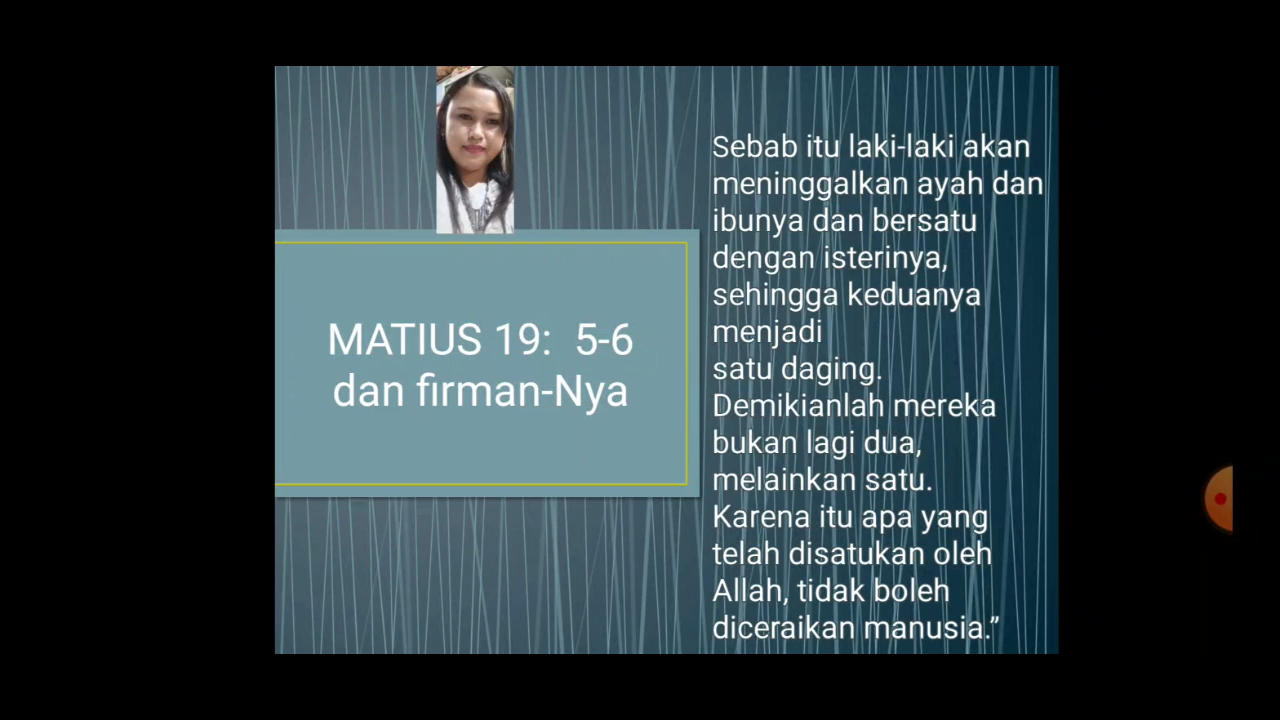 MATIUS 19:  5-6
dan firman-Nya
Sebab itu laki-laki akan
meninggalkan ayah dan
ibunya dan bersatu
dengan isterinya,
sehingga keduanya
menjadi
satu daging.
Demikianlah mereka
bukan lagi dua,
melainkan satu.
Karena itu apa yang
telah disatukan oleh
Allah, tidak boleh
diceraikan manusia.”